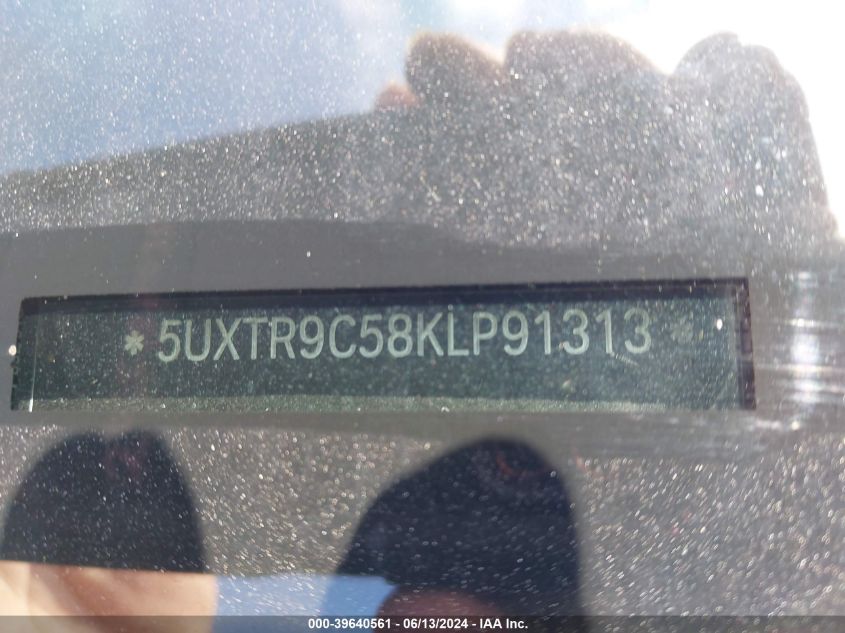 *5UXTR9C58KLP91313*
000-39640561 - 06/13/2024 - IAA Inc.